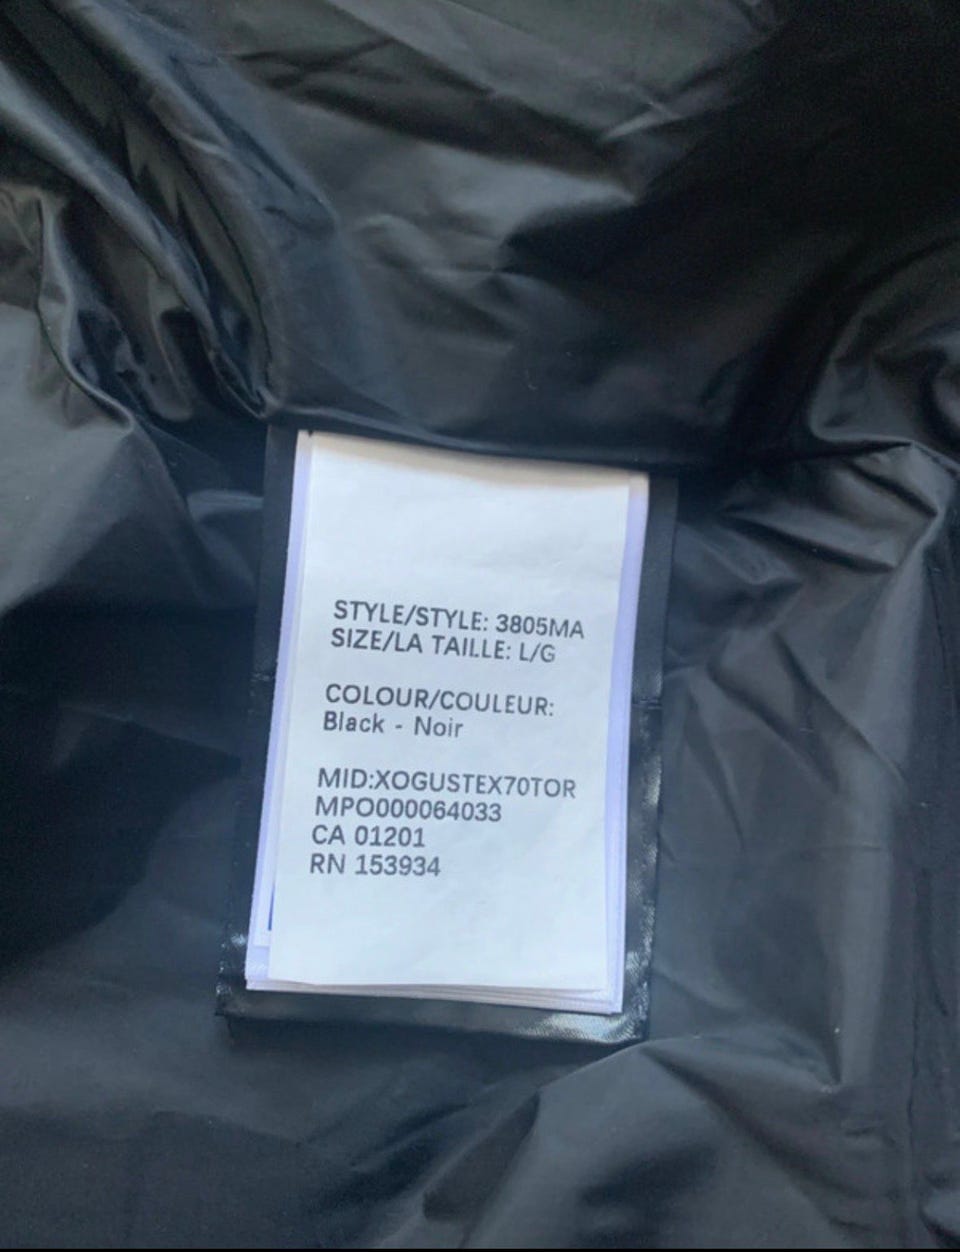 STYLE/STYLE: 3805MA
SIZE/LA TAILLE: L/G
COLOUR/COULEUR:
Black - Noir
MID:XOGUSTEX70TOR
MPO000064033
CA 01201
RN 153934